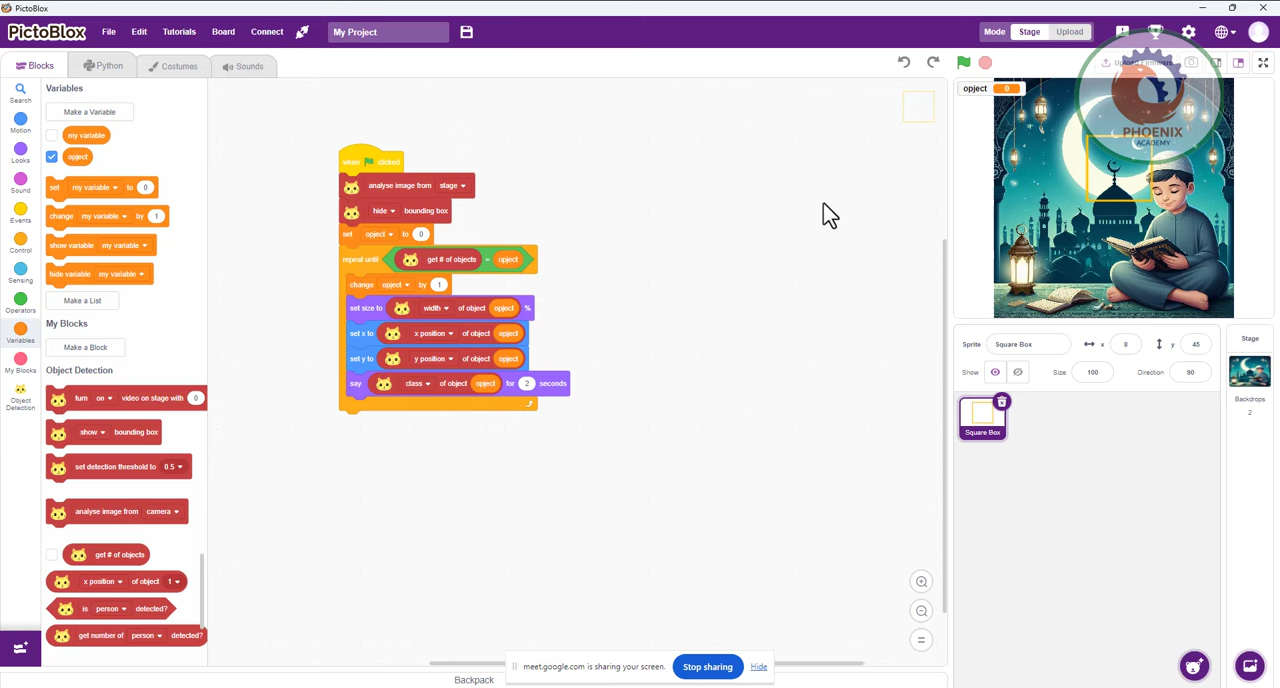 PictoBlox
PictoBlox File Edit Tutorials Board Connect My Project Mode Stage Upload
Blocks Python Costumes Sounds Upload Firmware
Search
Motion
Looks
Sound
Events
Control
Sensing
Operators
Variables
My Blocks
Object
Detection
Variables
Make a Variable
my variable
opject
set my variable to 0
change my variable by 1
show variable my variable
hide variable my variable
Make a List
My Blocks
Make a Block
Object Detection
turn on video on stage with 0
show bounding box
set detection threshold to 0.5
analyse image from camera
get # of objects
x position of object 1
is person detected?
get number of person detected?
when clicked
analyse image from stage
hide bounding box
set opject to 0
repeat until get # of objects = opject
change opject by 1
set size to width of object opject %
set x to x position of object opject
set y to y position of object opject
say class of object opject for 2 seconds
opject 0
PHOENIX
ACADEMY
Sprite Square Box x 8 y 45
Show Size 100 Direction 90
Square Box
Stage
Backdrops
2
meet.google.com is sharing your screen. Stop sharing Hide
Backpack